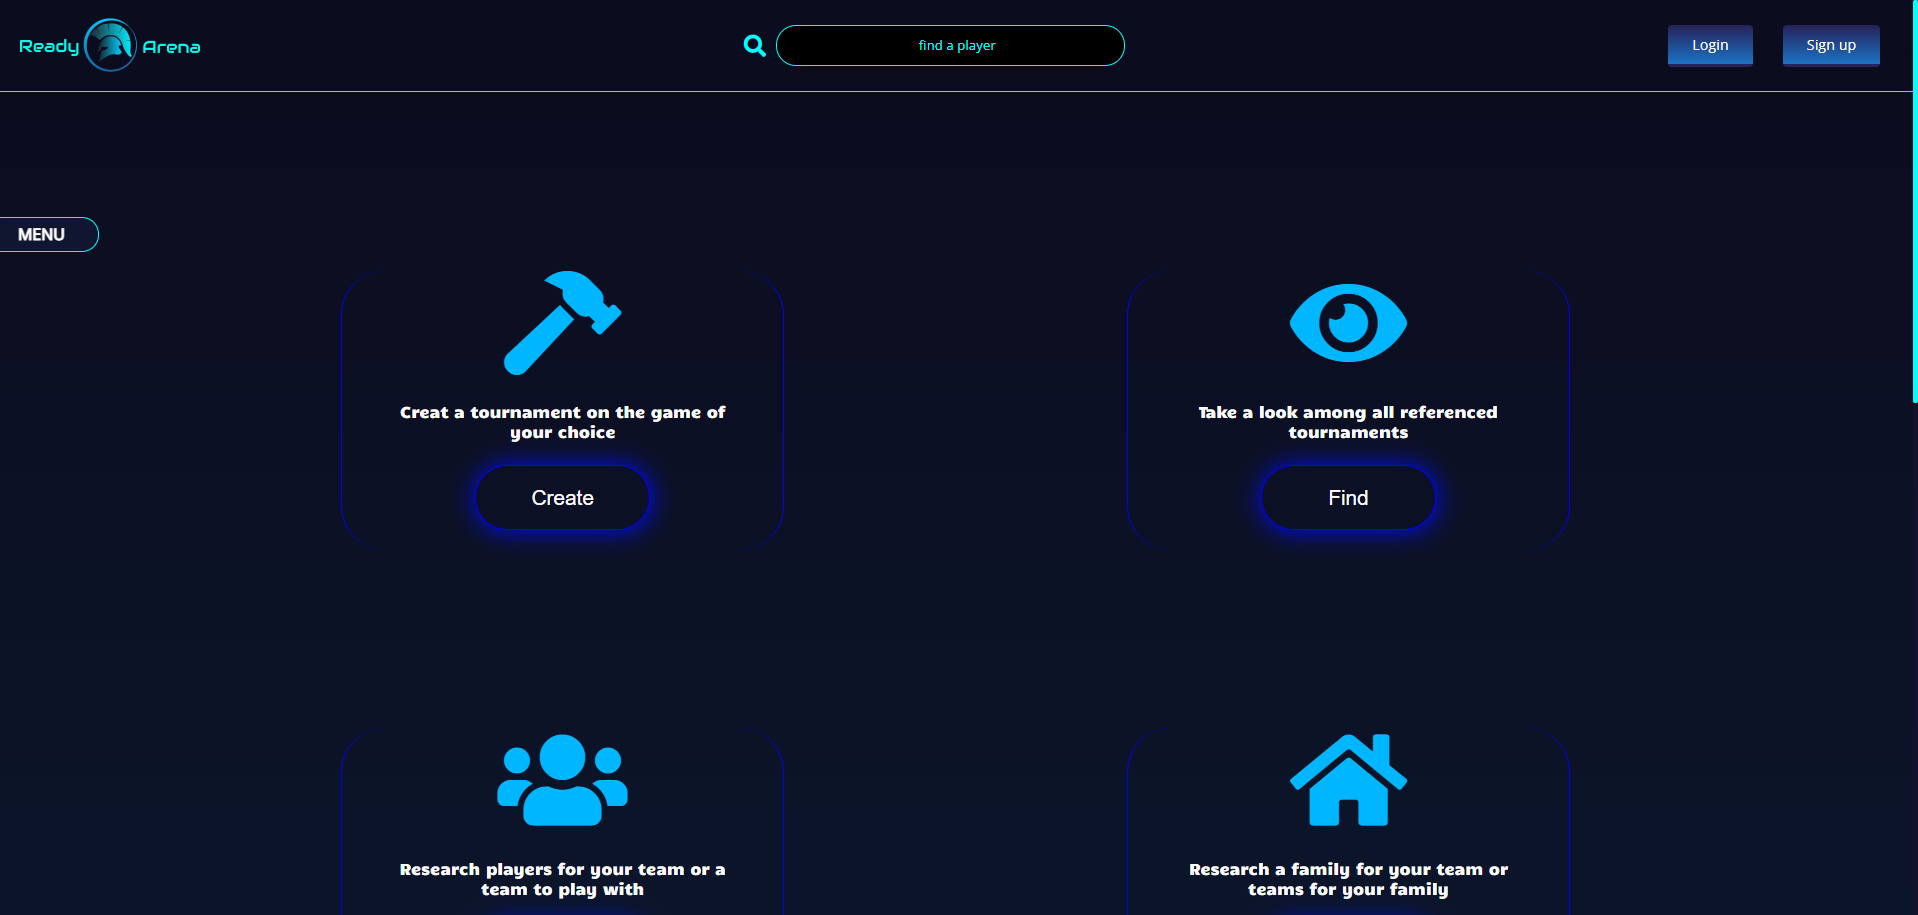 Ready Arena
find a player
Login
Sign up
MENU
Creat a tournament on the game of
your choice
Create
Take a look among all referenced
tournaments
Find
Research players for your team or a
team to play with
Research a family for your team or
teams for your family